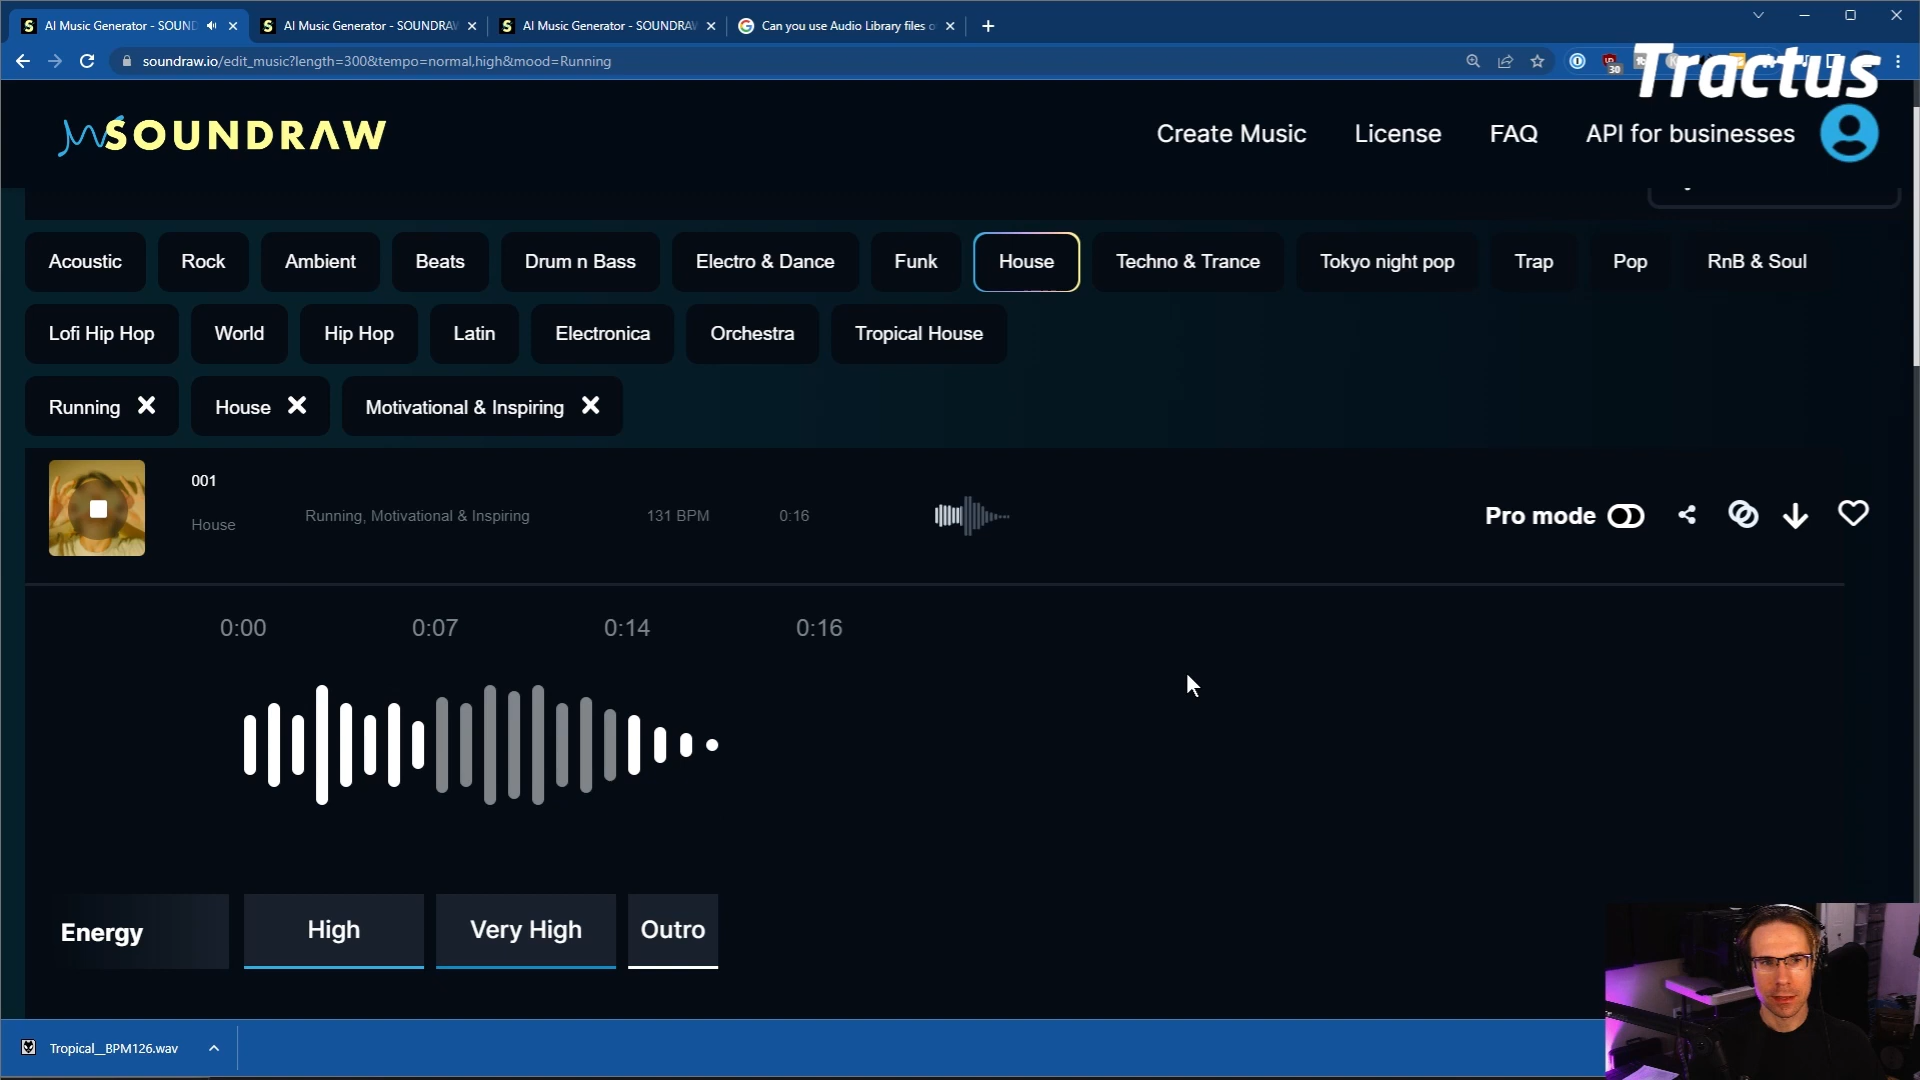 AI Music Generator - SOUND
AI Music Generator - SOUNDRAW
AI Music Generator - SOUNDRAW
Can you use Audio Library files o
soundraw.io/edit_music?length=300&tempo=normal,high&mood=Running
30
Tractus
SOUNDRAW
Create Music
License
FAQ
API for businesses
Acoustic
Rock
Ambient
Beats
Drum n Bass
Electro & Dance
Funk
House
Techno & Trance
Tokyo night pop
Trap
Pop
RnB & Soul
Lofi Hip Hop
World
Hip Hop
Latin
Electronica
Orchestra
Tropical House
Running
House
Motivational & Inspiring
001
House
Running, Motivational & Inspiring
131 BPM
0:16
Pro mode
0:00
0:07
0:14
0:16
Energy
High
Very High
Outro
Tropical__BPM126.wav